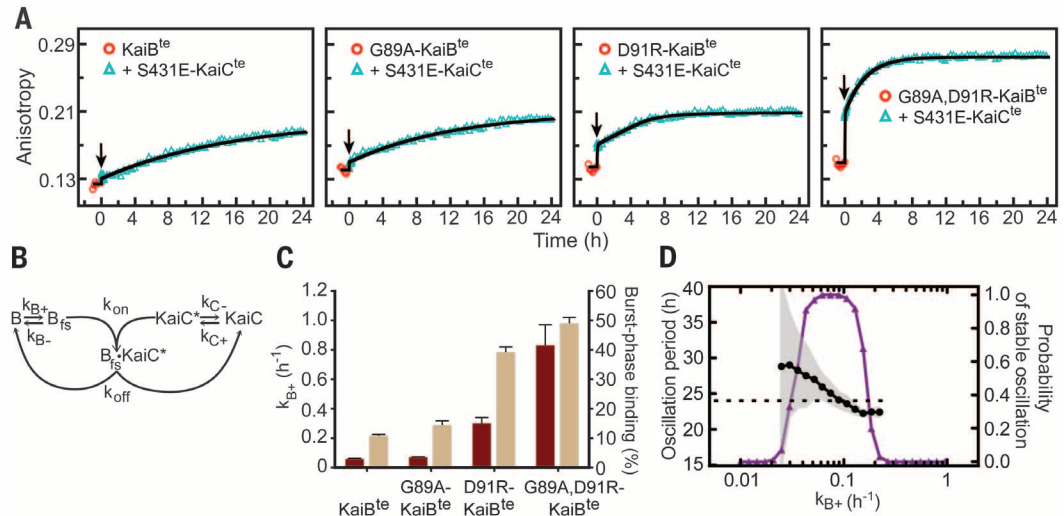 A
Anisotropy
0.29
0.21
0.13
KaiBte
+ S431E-KaiCte
G89A-KaiBte
+ S431E-KaiCte
D91R-KaiBte
+ S431E-KaiCte
G89A,D91R-KaiBte
+ S431E-KaiCte
0 4 8 12 16 20 24
0 4 8 12 16 20 24
0 4 8 12 16 20 24
0 4 8 12 16 20 24
Time (h)
B
B
kB+
kB-
Bfs
kon
KaiC*
kC-
kC+
KaiC
Bfs•KaiC*
koff
C
kB+ (h-1)
1.2
1.0
0.8
0.6
0.4
0.2
0
60
50
40
30
20
10
0
Burst-phase binding (%)
KaiBte
G89A-
KaiBte
D91R-
KaiBte
G89A,D91R-
KaiBte
D
Oscillation period (h)
40
35
30
25
20
15
1.0
0.8
0.6
0.4
0.2
0.0
Probability
of stable oscillation
0.01
0.1
1
kB+ (h-1)